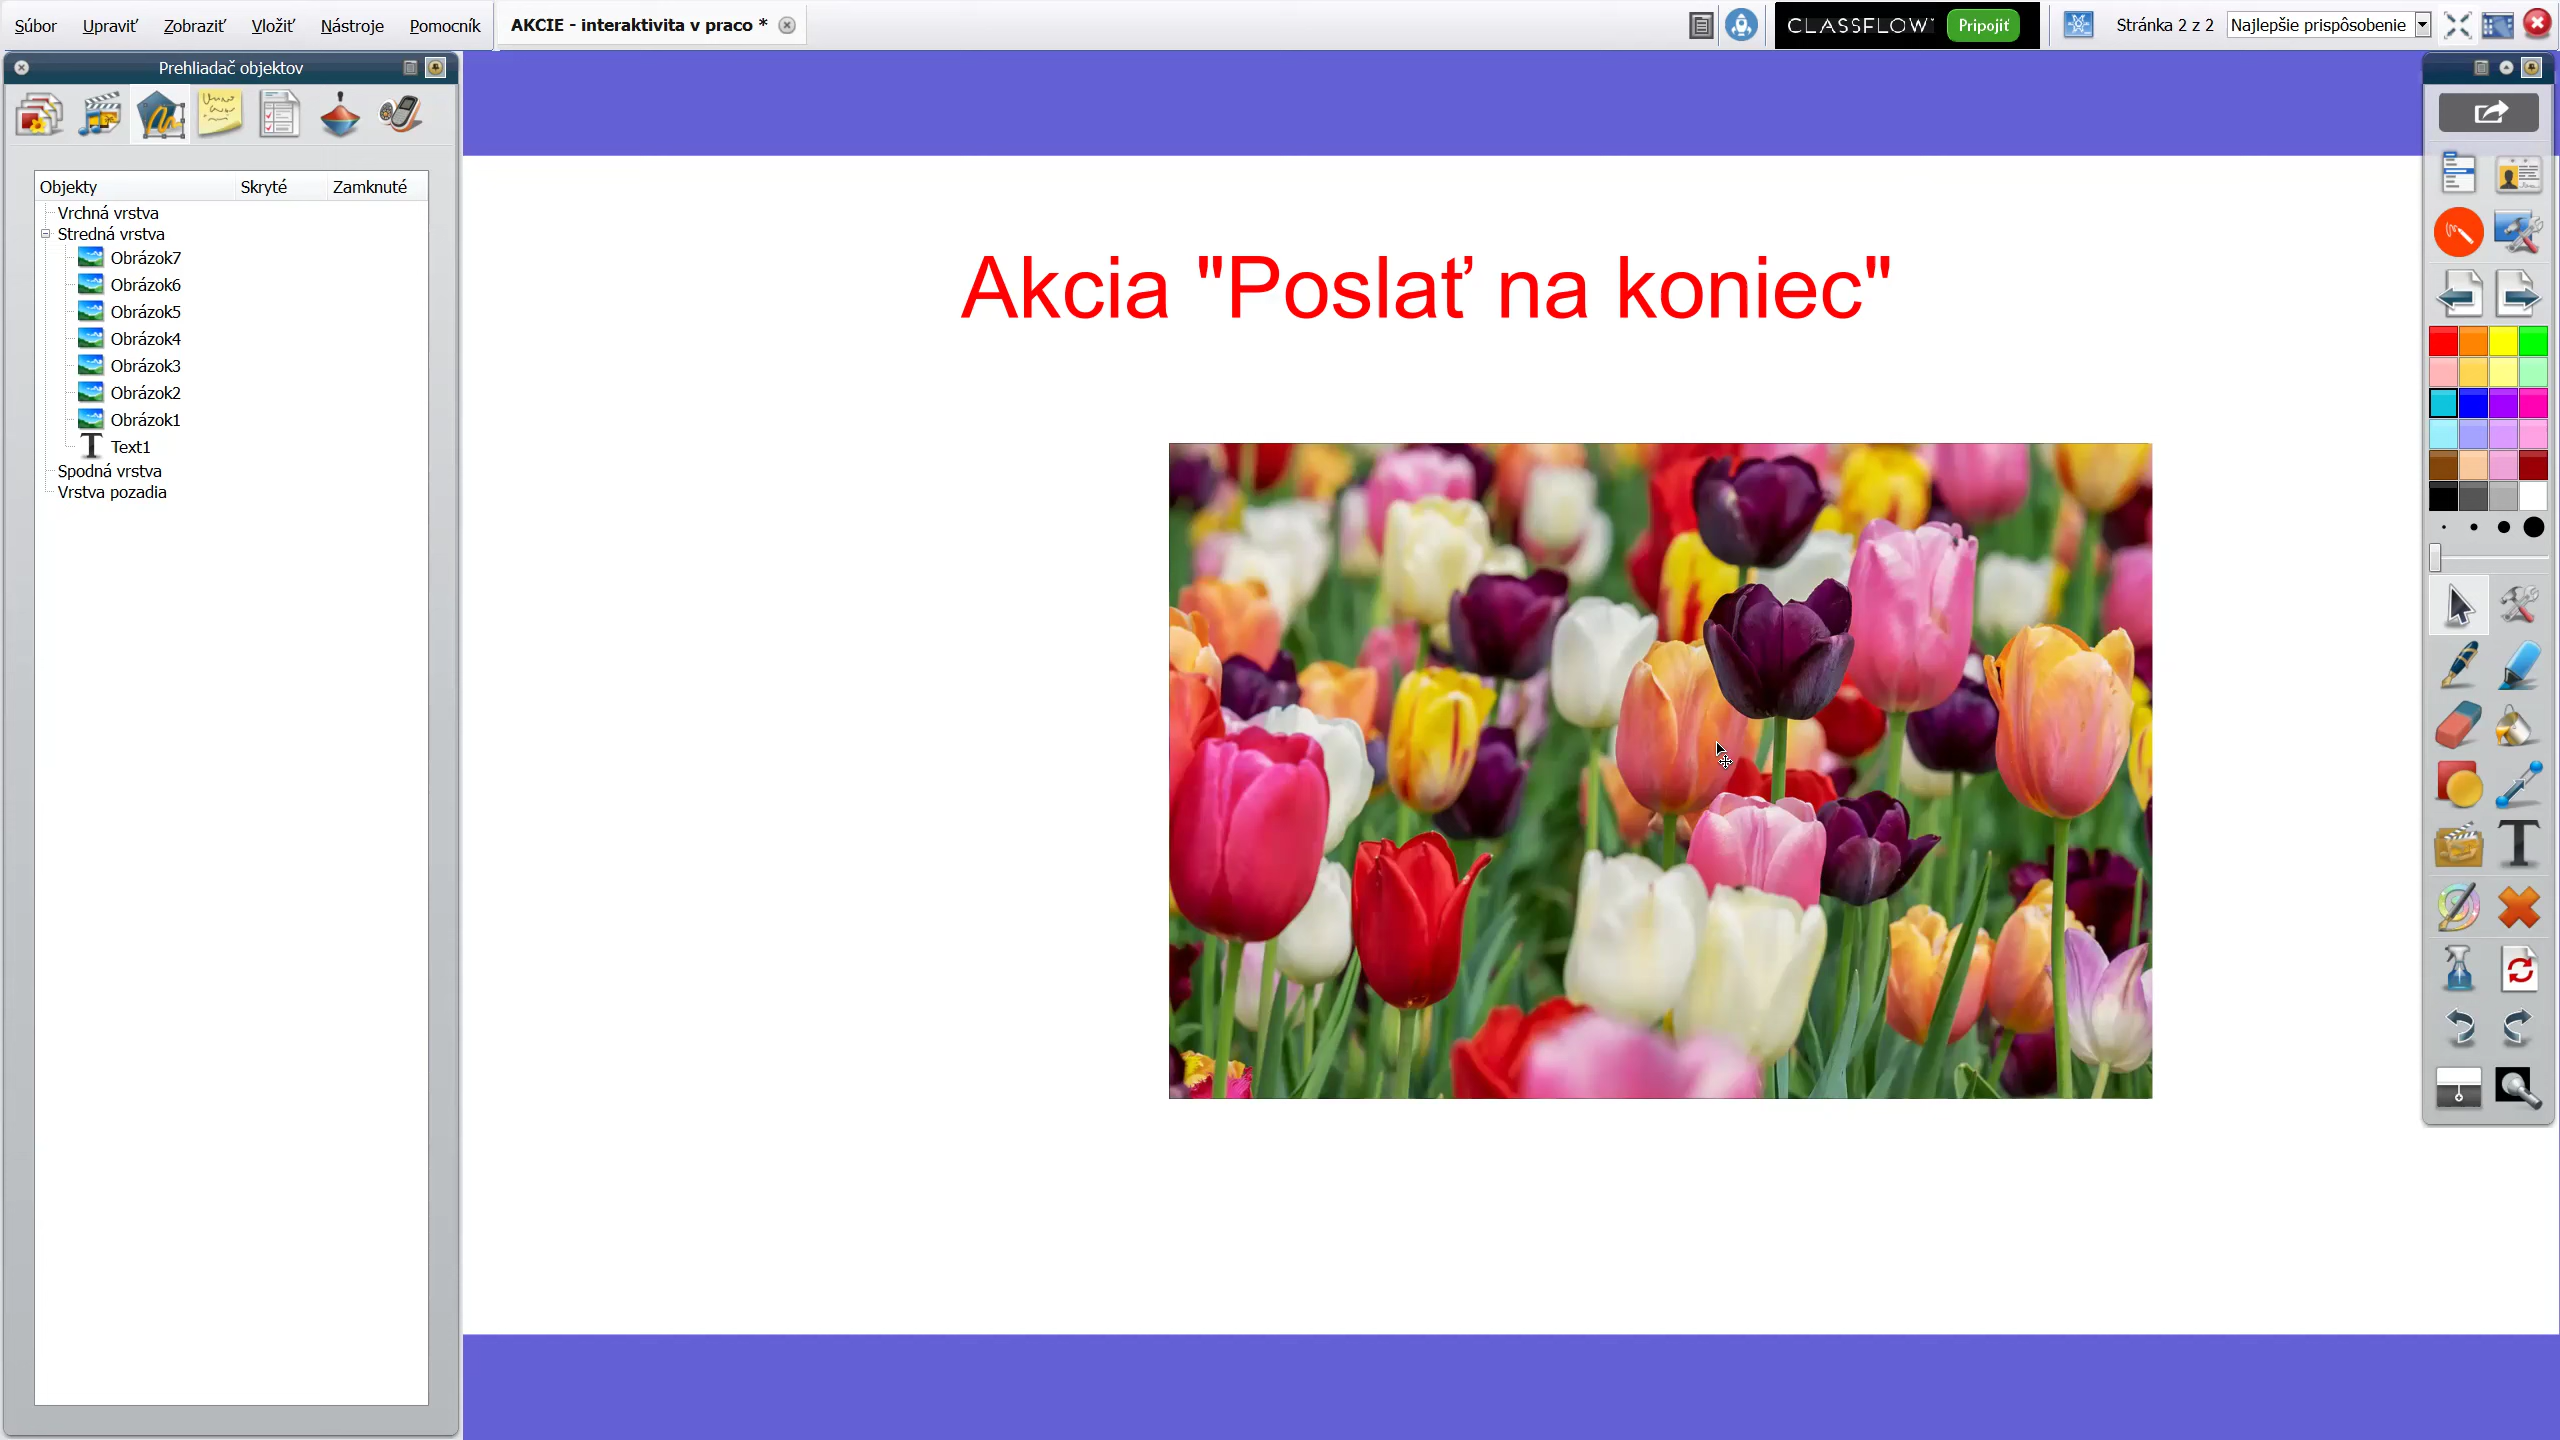 Súbor Upraviť Zobraziť Vložiť Nástroje Pomocník
AKCIE - interaktivita v praco *
CLASSFLOW
Pripojiť
Stránka 2 z 2
Najlepšie prispôsobenie
Prehliadač objektov
Objekty Skryté Zamknuté
Vrchná vrstva
Stredná vrstva
Obrázok7
Obrázok6
Obrázok5
Obrázok4
Obrázok3
Obrázok2
Obrázok1
Text1
Spodná vrstva
Vrstva pozadia
Akcia "Poslať na koniec"